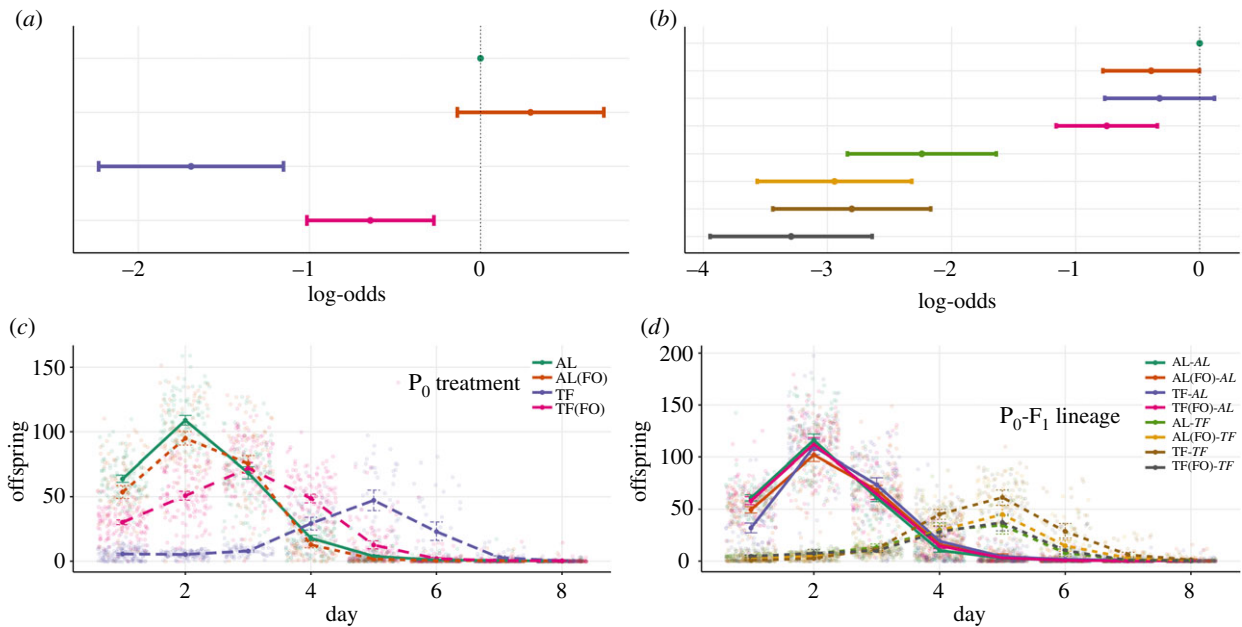 (a)
–2 –1 0
log-odds
(b)
–4 –3 –2 –1 0
log-odds
(c)
150
100
50
0
offspring
2 4 6 8
day
P0 treatment
AL
AL(FO)
TF
TF(FO)
(d)
200
150
100
50
0
offspring
2 4 6 8
day
P0-F1 lineage
AL-AL
AL(FO)-AL
TF-AL
TF(FO)-AL
AL-TF
AL(FO)-TF
TF-TF
TF(FO)-TF